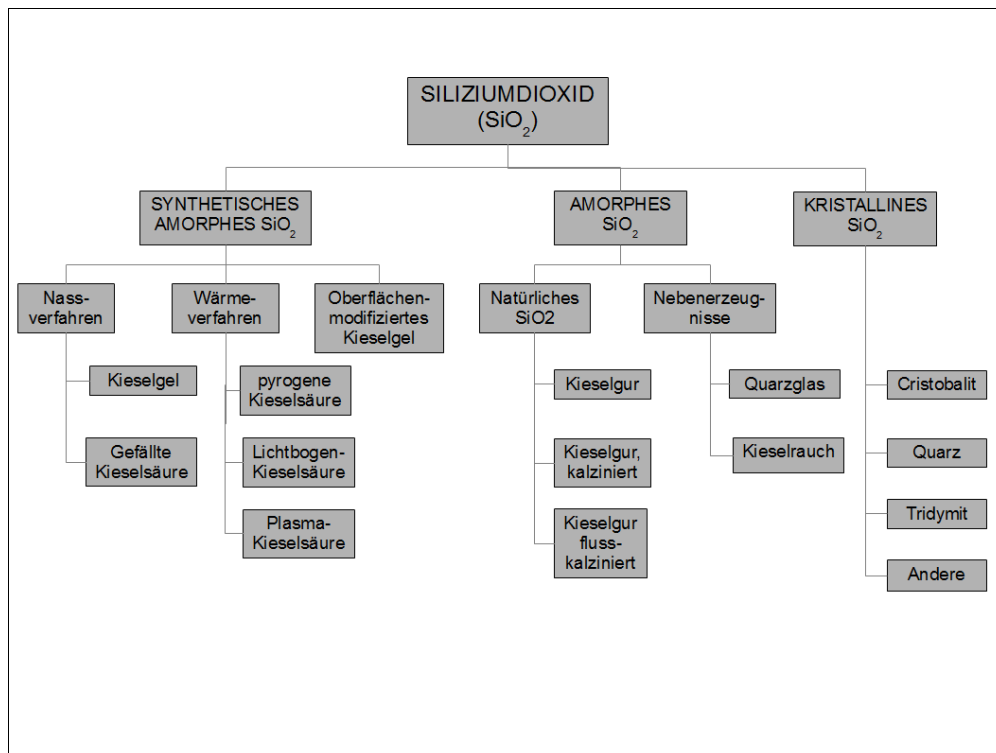 SILIZIUMDIOXID
(SiO2)
SYNTHETISCHES
AMORPHES SiO2
AMORPHES
SiO2
KRISTALLINES
SiO2
Nass-
verfahren
Wärme-
verfahren
Oberflächen-
modifiziertes
Kieselgel
Natürliches
SiO2
Nebenerzeug-
nisse
Kieselgel
Gefällte
Kieselsäure
pyrogene
Kieselsäure
Lichtbogen-
Kieselsäure
Plasma-
Kieselsäure
Kieselgur
Kieselgur,
kalziniert
Kieselgur
fluss-
kalziniert
Quarzglas
Kieselrauch
Cristobalit
Quarz
Tridymit
Andere